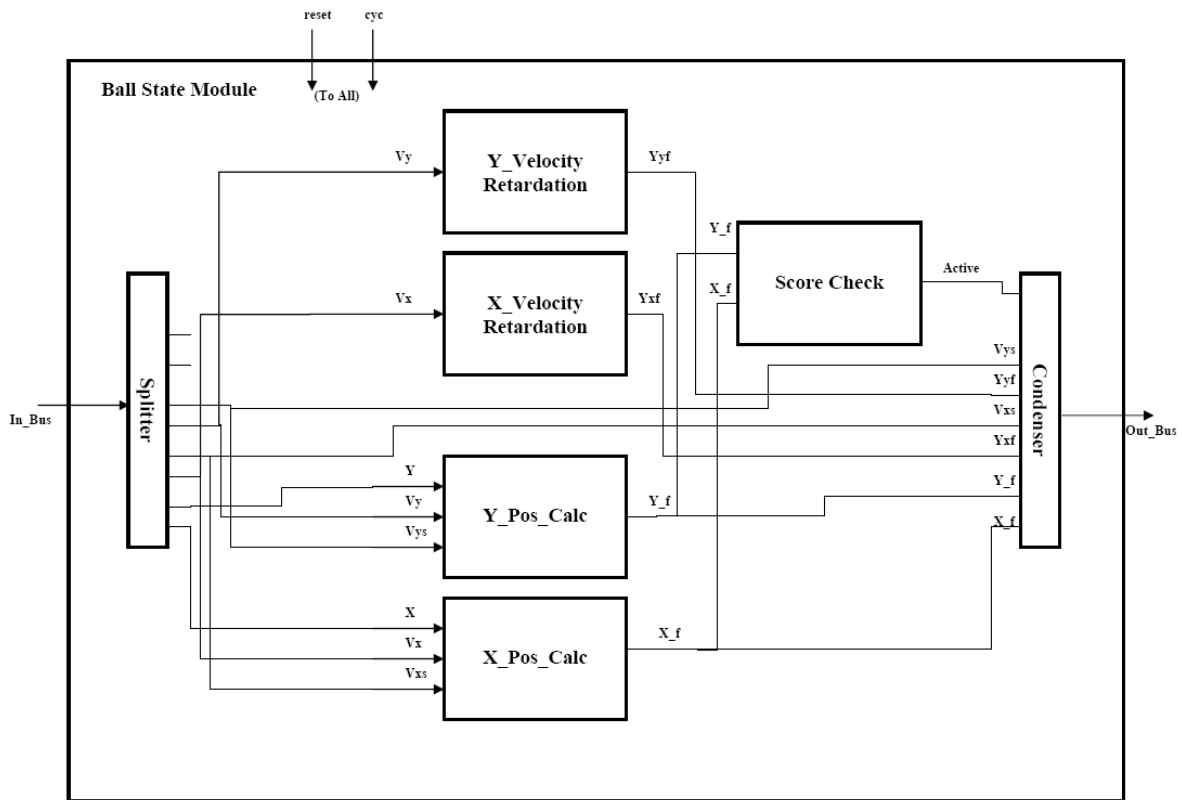 reset cyc
Ball State Module
(To All)
Vy
Y_Velocity
Retardation
Yyf
Vx
X_Velocity
Retardation
Yxf
Y_f
X_f
Score Check
Active
In_Bus
Splitter
Vys
Yyf
Vxs
Yxf
Y_f
X_f
Condenser
Out_Bus
Y
Vy
Vys
Y_Pos_Calc
Y_f
X
Vx
Vxs
X_Pos_Calc
X_f